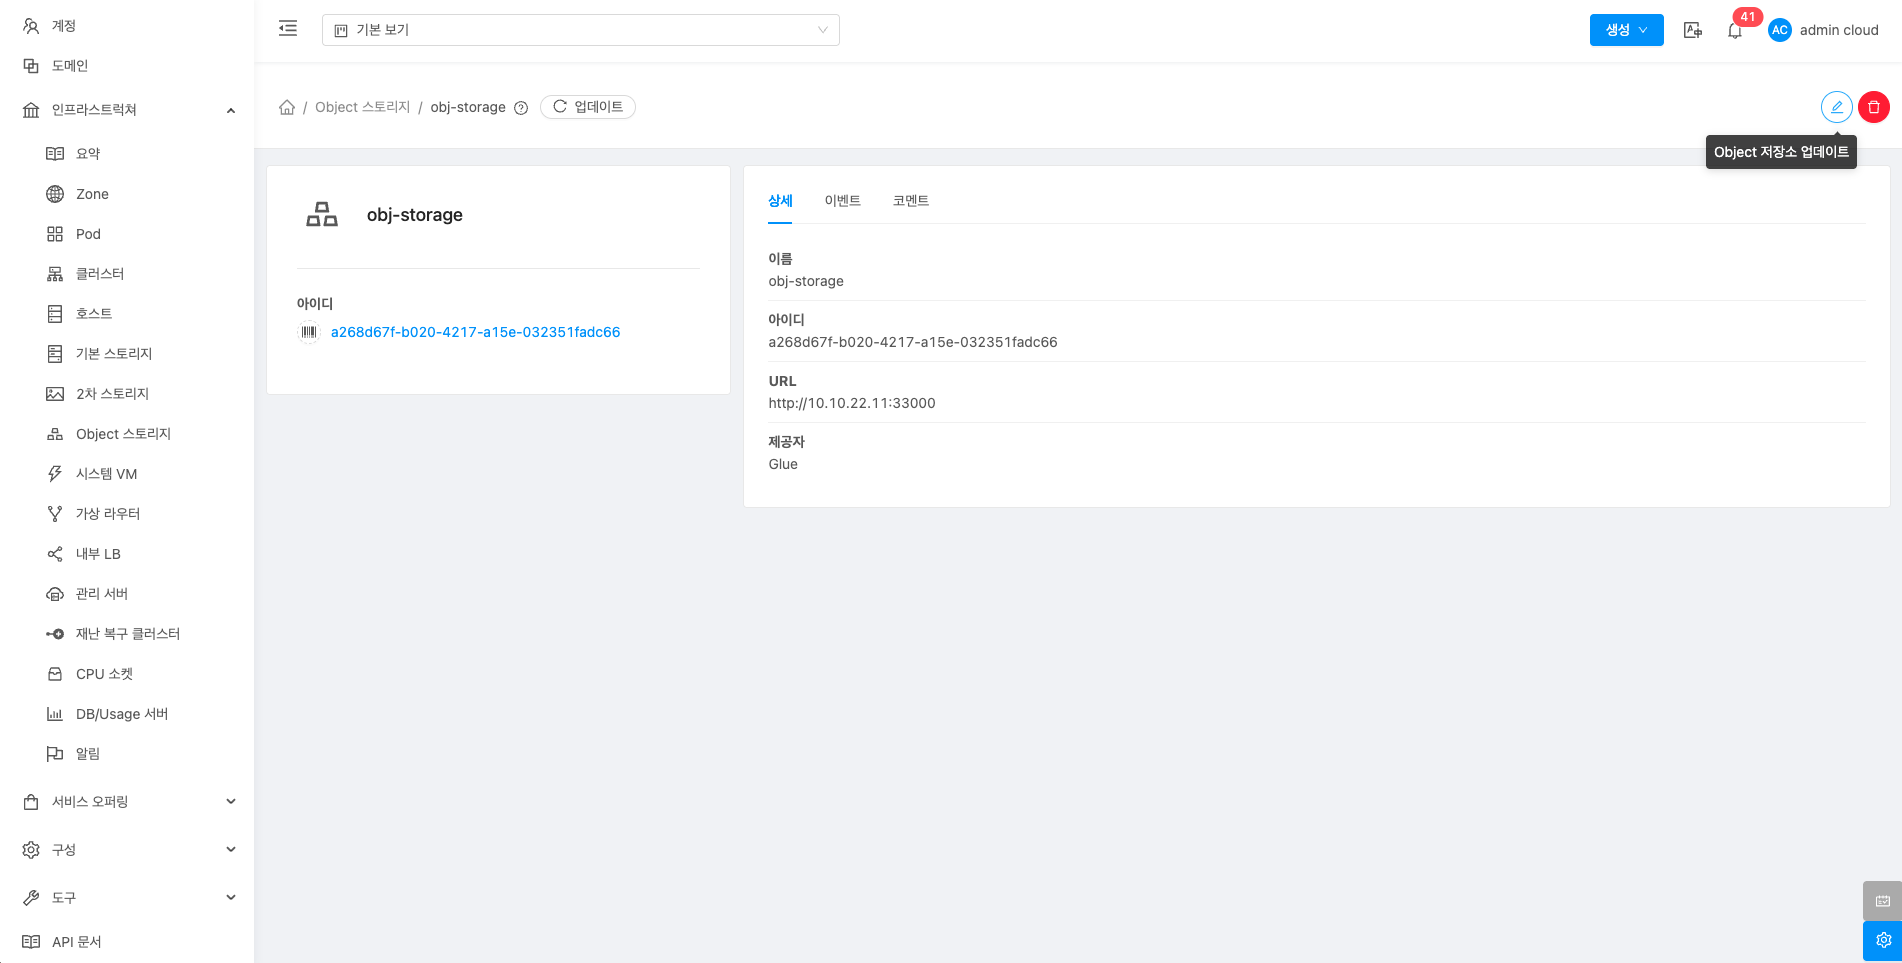 계정
도메인
인프라스트럭쳐
요약
Zone
Pod
클러스터
호스트
기본 스토리지
2차 스토리지
Object 스토리지
시스템 VM
가상 라우터
내부 LB
관리 서버
재난 복구 클러스터
CPU 소켓
DB/Usage 서버
알림
서비스 오퍼링
구성
도구
API 문서
기본 보기
생성
41
AC admin cloud
/ Object 스토리지 / obj-storage 업데이트
Object 저장소 업데이트
obj-storage
아이디
a268d67f-b020-4217-a15e-032351fadc66
상세 이벤트 코멘트
이름
obj-storage
아이디
a268d67f-b020-4217-a15e-032351fadc66
URL
http://10.10.22.11:33000
제공자
Glue